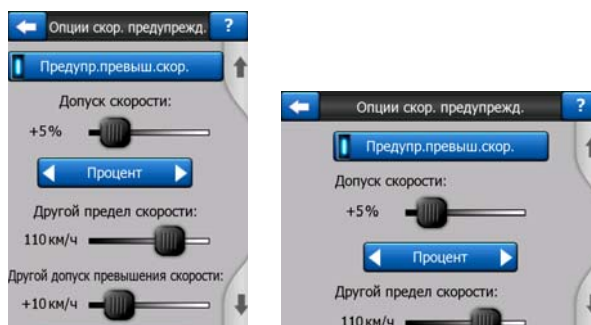 Опции скор. предупрежд. ?
Предупр.превыш.скор.
Допуск скорости:
+5%
Процент
Другой предел скорости:
110 км/ч
Другой допуск превышения скорости:
+10 км/ч
Опции скор. предупрежд. ?
Предупр.превыш.скор.
Допуск скорости:
+5%
Процент
Другой предел скорости:
110 км/ч